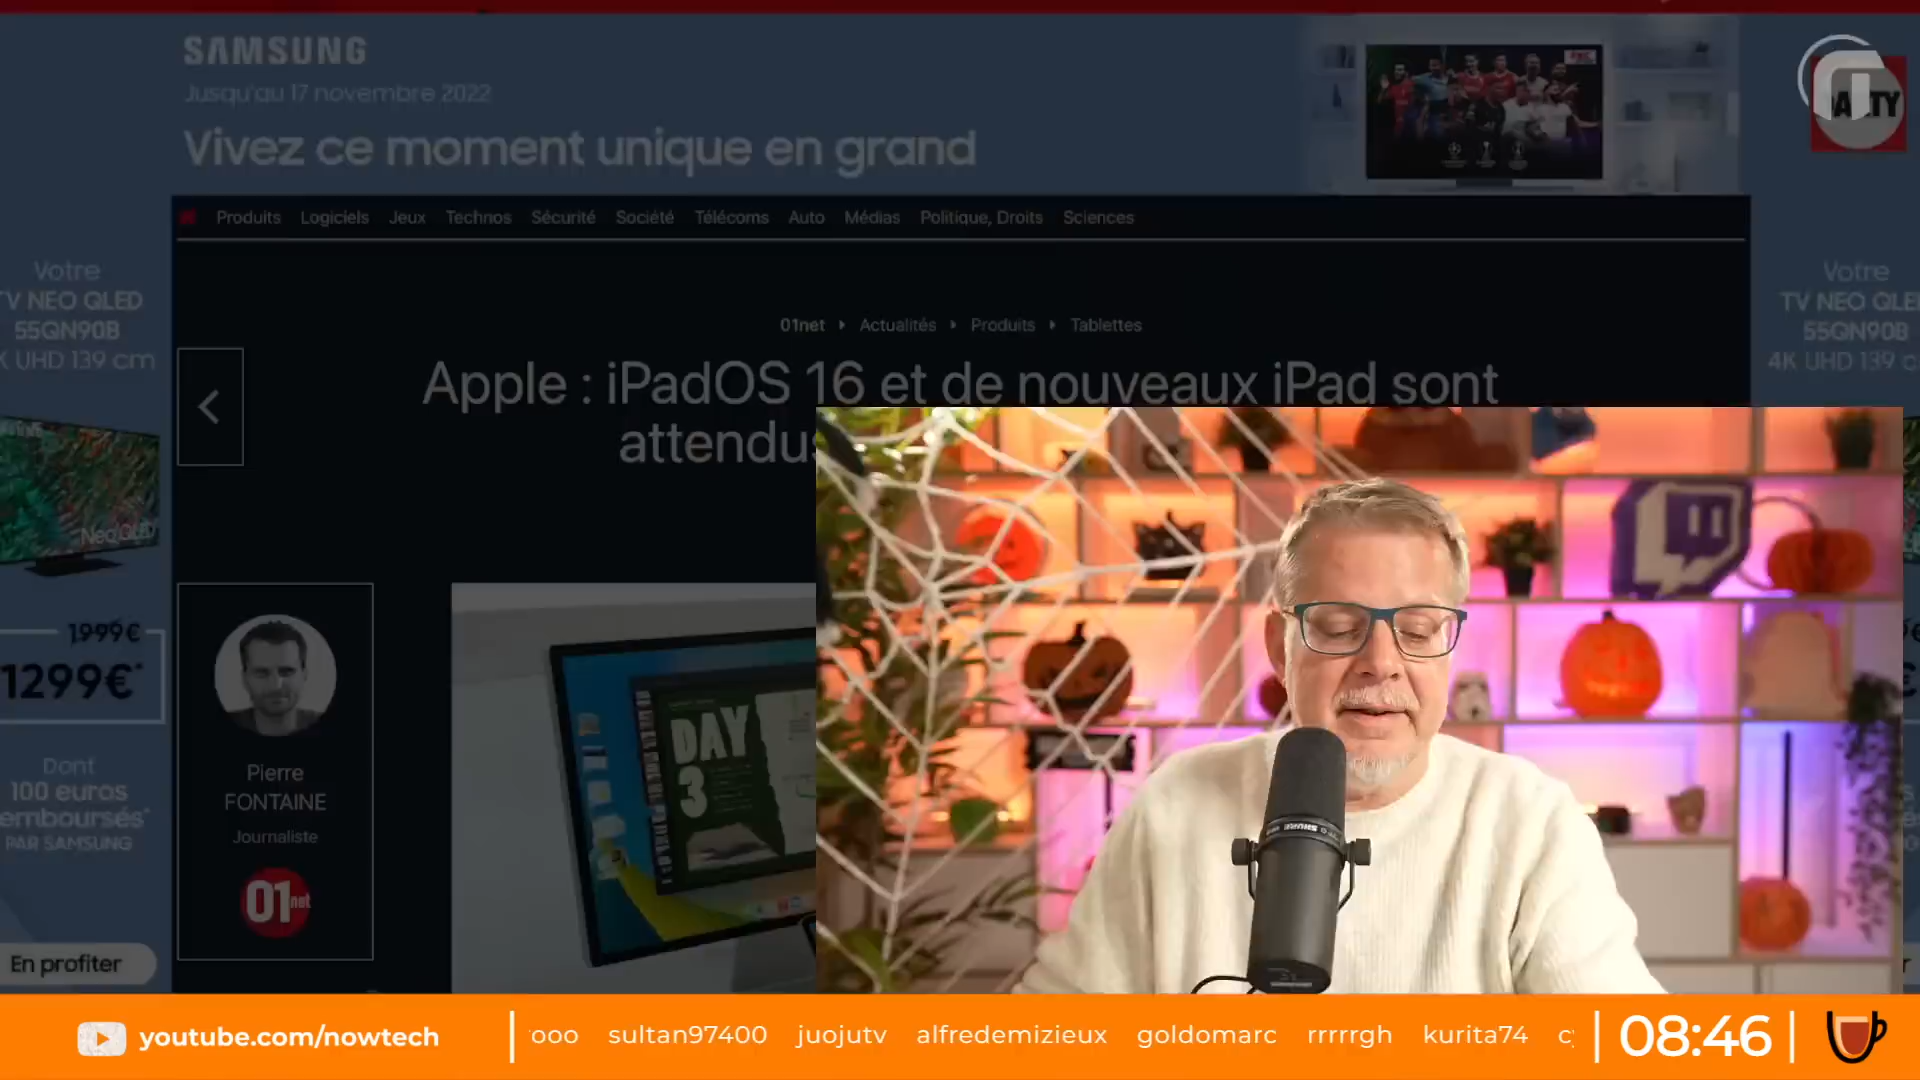 SAMSUNG
Jusqu'au 17 novembre 2022
Vivez ce moment unique en grand
Produits Logiciels Jeux Technos Sécurité Société Télécoms Auto Médias Politique, Droits Sciences
Votre
TV NEO QLED
55QN90B
K UHD 139 cm
Neo QLED
1999€
1299€*
Dont
100 euros
emboursés*
PAR SAMSUNG
En profiter
01net Actualités Produits Tablettes
Apple : iPadOS 16 et de nouveaux iPad sont
attendus
Pierre
FONTAINE
Journaliste
01net
DAY
3
Votre
TV NEO QLE
55QN90B
4K UHD 139 c
SHURE
youtube.com/nowtech
ooo sultan97400 juojutv alfredemizieux goldomarc rrrrrgh kurita74
08:46